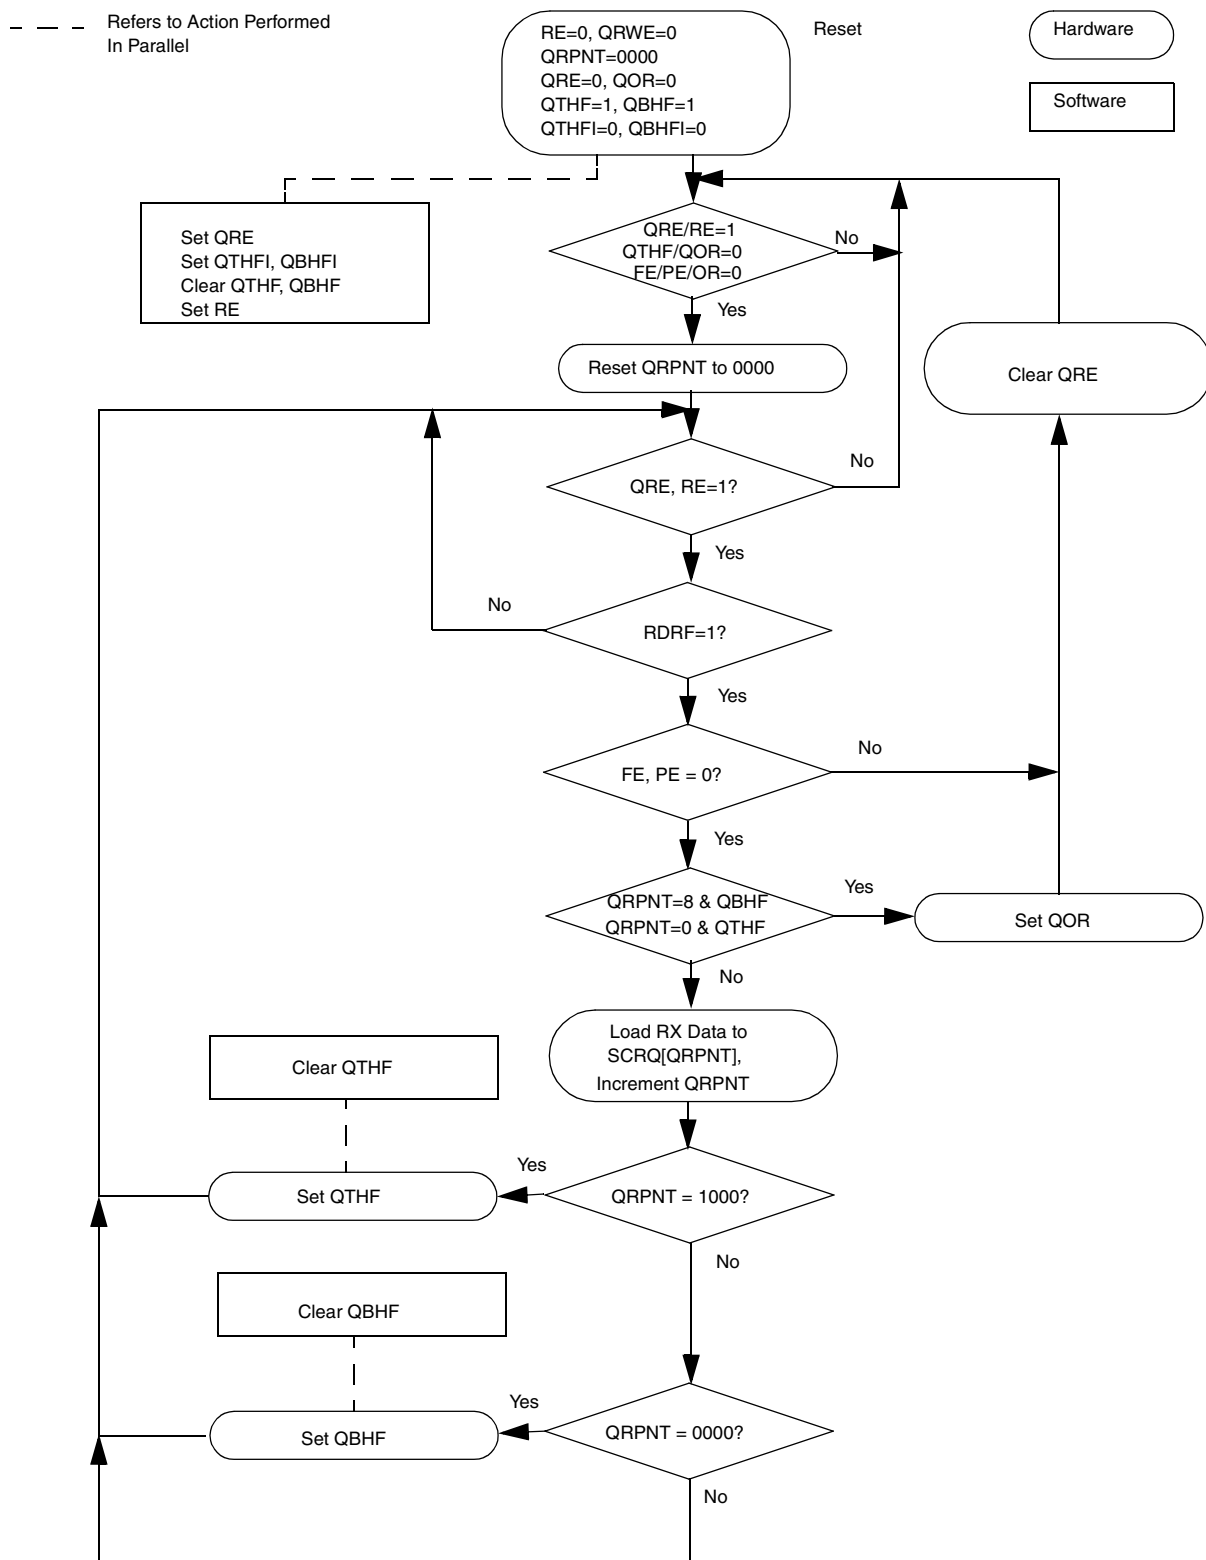 Refers to Action Performed
In Parallel
RE=0, QRWE=0
QRPNT=0000
QRE=0, QOR=0
QTHF=1, QBHF=1
QTHFI=0, QBHFI=0
Reset
Hardware
Software
Set QRE
Set QTHFI, QBHFI
Clear QTHF, QBHF
Set RE
QRE/RE=1
QTHF/QOR=0
FE/PE/OR=0
No
Yes
Reset QRPNT to 0000
Clear QRE
QRE, RE=1?
No
Yes
No
RDRF=1?
Yes
FE, PE = 0?
No
Yes
QRPNT=8 & QBHF
QRPNT=0 & QTHF
Yes
Set QOR
No
Load RX Data to
SCRQ[QRPNT],
Increment QRPNT
Clear QTHF
Set QTHF
Yes
QRPNT = 1000?
No
Clear QBHF
Set QBHF
Yes
QRPNT = 0000?
No